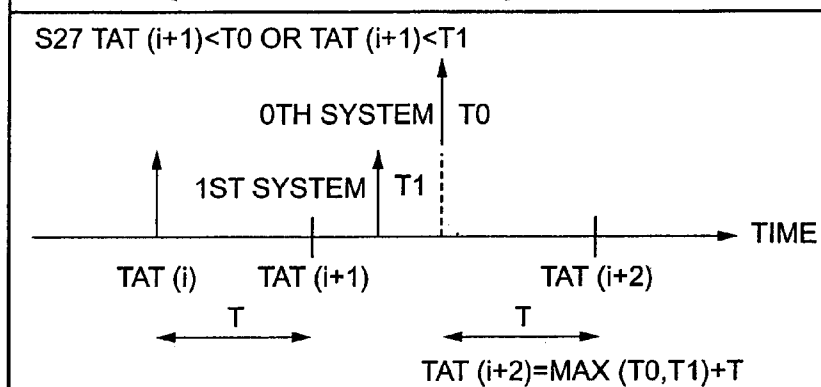 S27 TAT (i+1)<T0 OR TAT (i+1)<T1
0TH SYSTEM T0
1ST SYSTEM T1
TIME
TAT (i) TAT (i+1) TAT (i+2)
T T
TAT (i+2)=MAX (T0,T1)+T